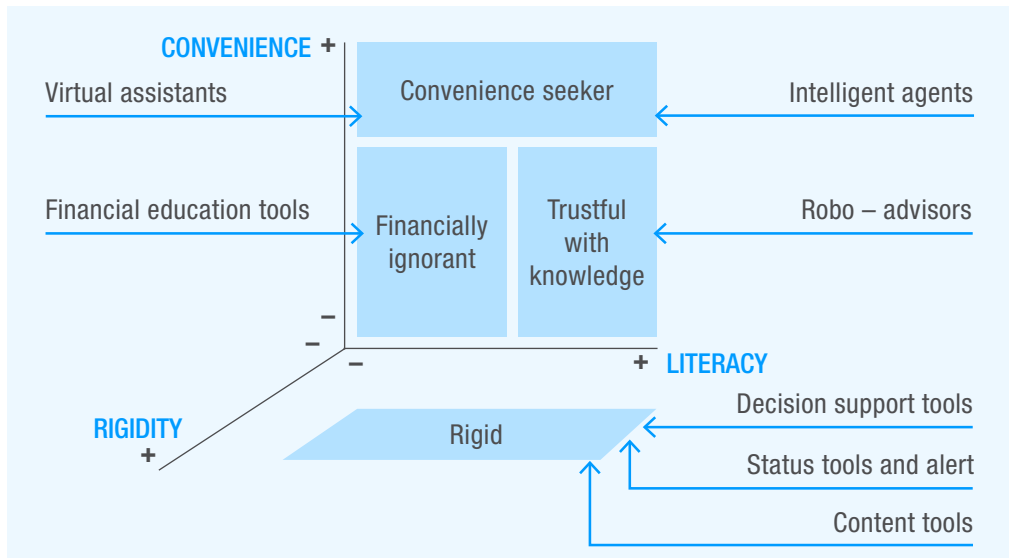 CONVENIENCE +
Virtual assistants
Convenience seeker
Intelligent agents
Financial education tools
Financially
ignorant
Trustful
with
knowledge
Robo – advisors
–
–
–
+ LITERACY
RIGIDITY
+
Rigid
Decision support tools
Status tools and alert
Content tools